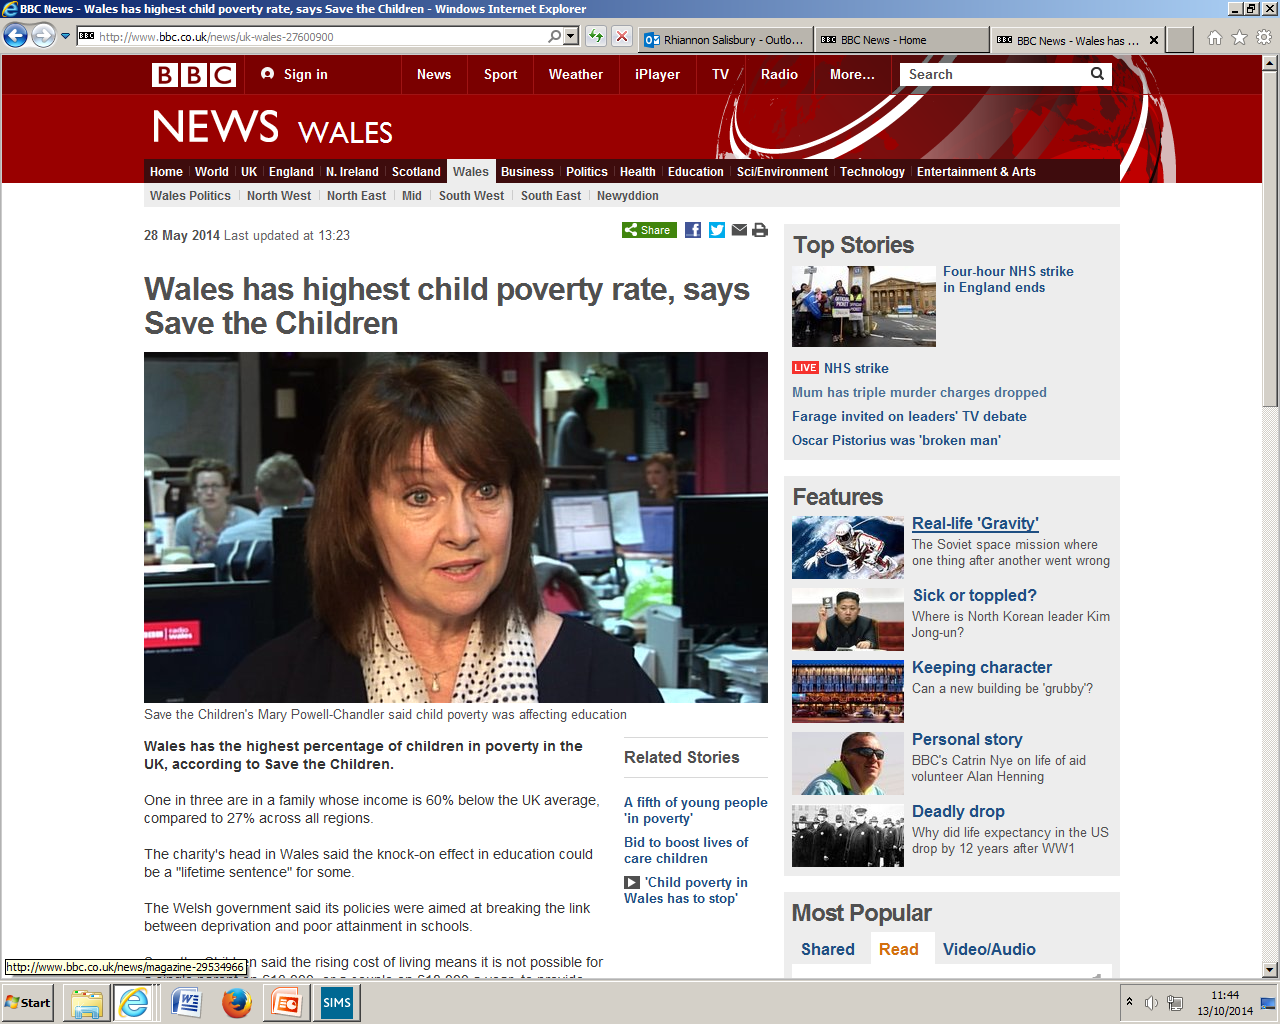 BBC News - Wales has highest child poverty rate, says Save the Children - Windows Internet Explorer
http://www.bbc.co.uk/news/uk-wales-27600900
Rhiannon Salisbury - Outlo...
BBC News - Home
BBC News - Wales has ...
BBC
Sign in
News
Sport
Weather
iPlayer
TV
Radio
More...
Search
NEWS WALES
Home
World
UK
England
N. Ireland
Scotland
Wales
Business
Politics
Health
Education
Sci/Environment
Technology
Entertainment & Arts
Wales Politics
North West
North East
Mid
South West
South East
Newyddion
28 May 2014 Last updated at 13:23
Share
Wales has highest child poverty rate, says
Save the Children
radio
wales
Save the Children's Mary Powell-Chandler said child poverty was affecting education
Wales has the highest percentage of children in poverty in the
UK, according to Save the Children.
One in three are in a family whose income is 60% below the UK average,
compared to 27% across all regions.
The charity's head in Wales said the knock-on effect in education could
be a "lifetime sentence" for some.
The Welsh government said its policies were aimed at breaking the link
between deprivation and poor attainment in schools.
said the rising cost of living means it is not possible for
Related Stories
A fifth of young people
'in poverty'
Bid to boost lives of
care children
'Child poverty in
Wales has to stop'
Top Stories
Four-hour NHS strike
in England ends
LIVE NHS strike
Mum has triple murder charges dropped
Farage invited on leaders' TV debate
Oscar Pistorius was 'broken man'
Features
Real-life 'Gravity'
The Soviet space mission where
one thing after another went wrong
Sick or toppled?
Where is North Korean leader Kim
Jong-un?
Keeping character
Can a new building be 'grubby'?
Personal story
BBC's Catrin Nye on life of aid
volunteer Alan Henning
Deadly drop
Why did life expectancy in the US
drop by 12 years after WW1
Most Popular
Shared
Read
Video/Audio
http://www.bbc.co.uk/news/magazine-29534966
Start
SIMS
11:44
13/10/2014